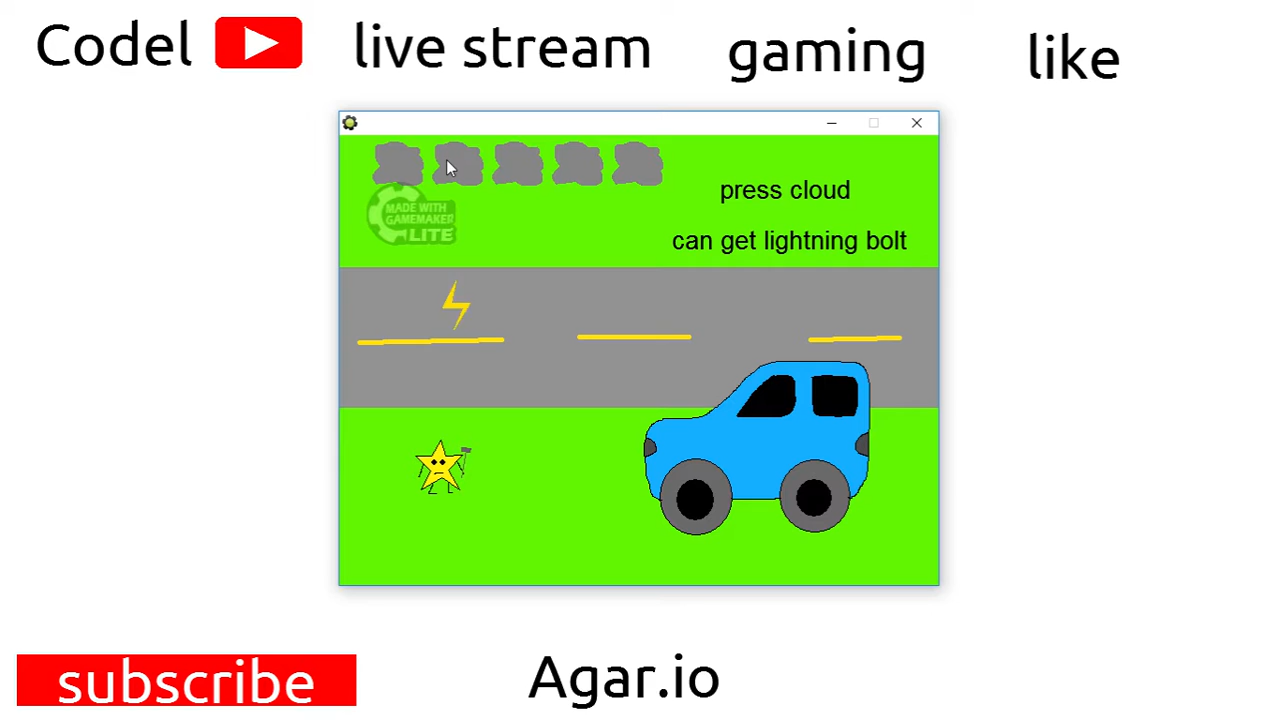 Codel
live stream
gaming
like
press cloud
can get lightning bolt
MADE WITH
GAMEMAKER
LITE
subscribe
Agar.io